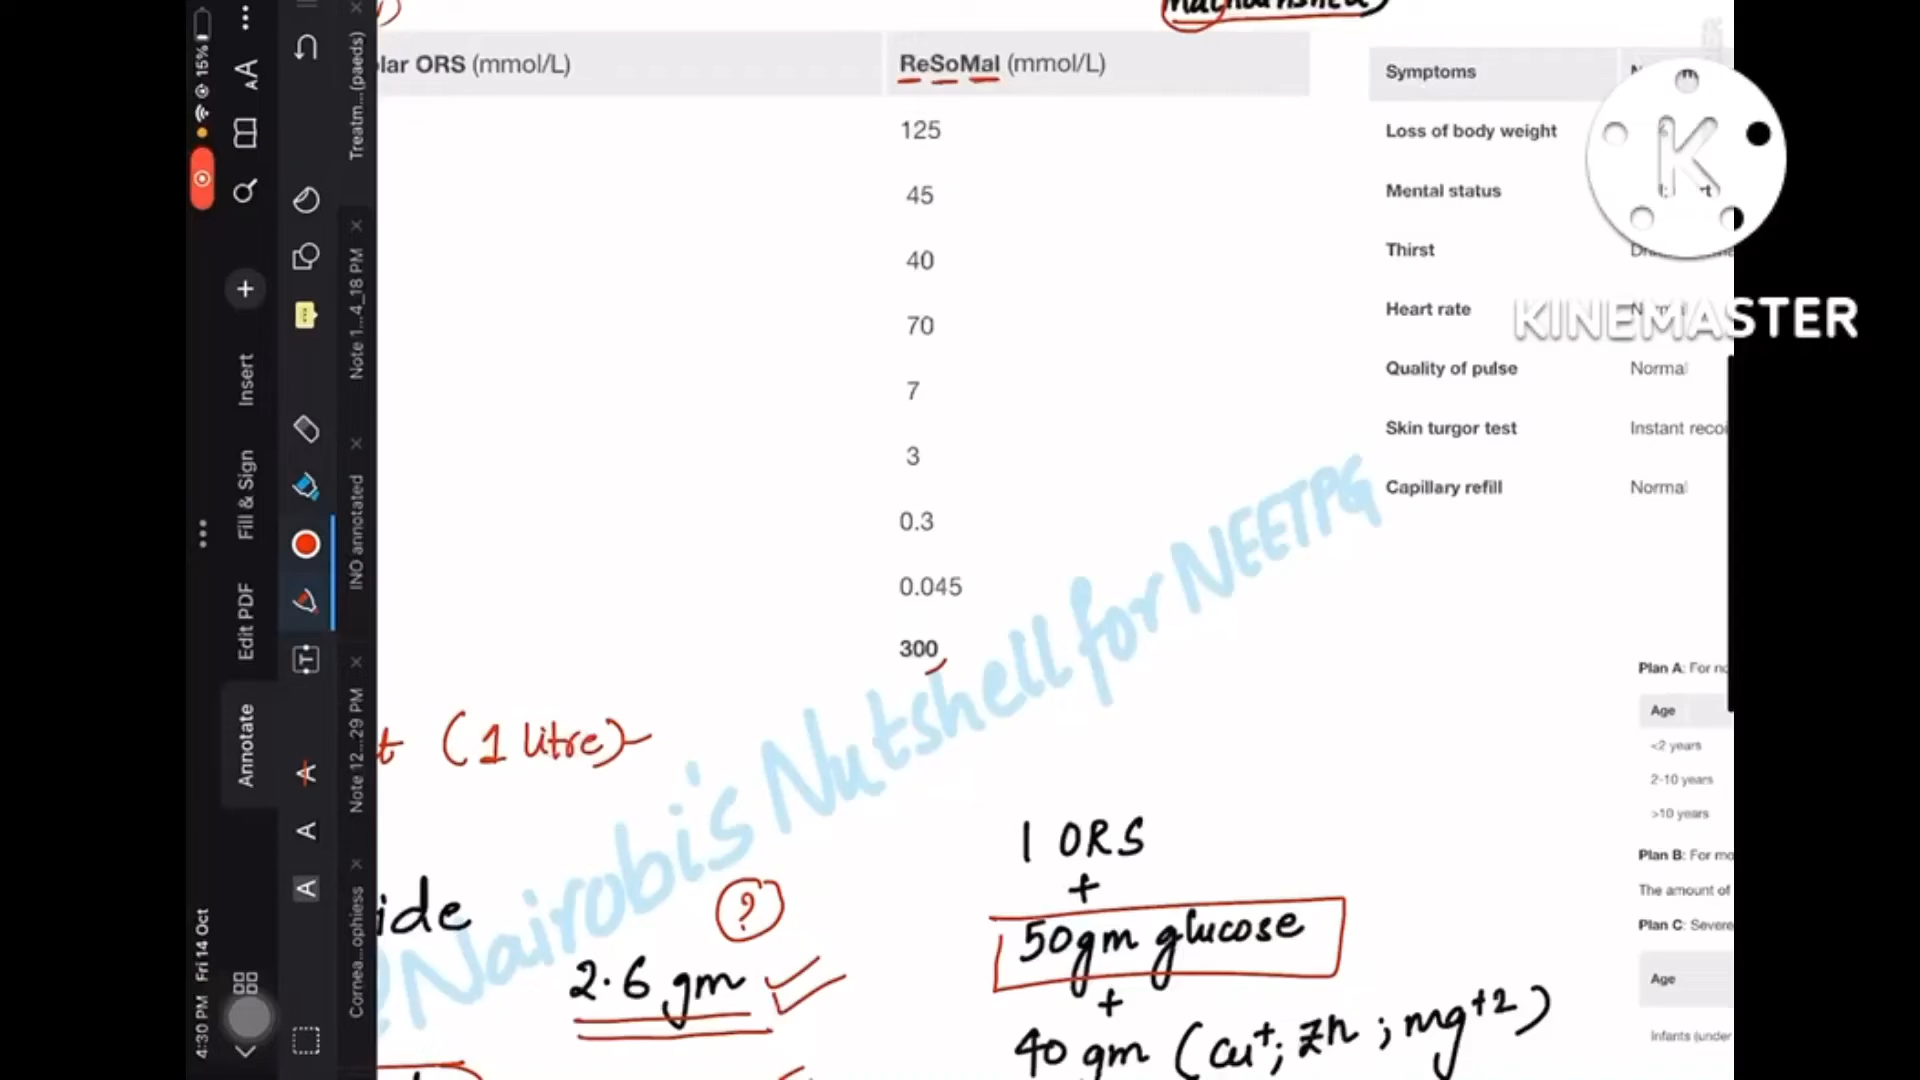 lar ORS (mmol/L)
ReSoMal (mmol/L)
125
45
40
70
7
3
0.3
0.045
300
Symptoms
Loss of body weight
Mental status
Thirst
Heart rate
Quality of pulse Normal
Skin turgor test Instant recoi
Capillary refill Normal
KINEMASTER
Plan A: For no
Age
<2 years
2-10 years
>10 years
Plan B: For mo
The amount of
Plan C: Severe
Age
Infants (under
t (1 litre)
ide
?
2.6 gm
1 ORS
+
50gm glucose
+
40 gm (Cu+; Zn ; mg+2)
@Nairobi's Nutshell for NEETPG
15%
AA
Insert
Fill & Sign
Edit PDF
Annotate
4:30 PM Fri 14 Oct
Treatm...(paeds)
Note 1...4_18 PM
INO annotated
Note 12...29 PM
Cornea...ophiess
T
A
A
A
K